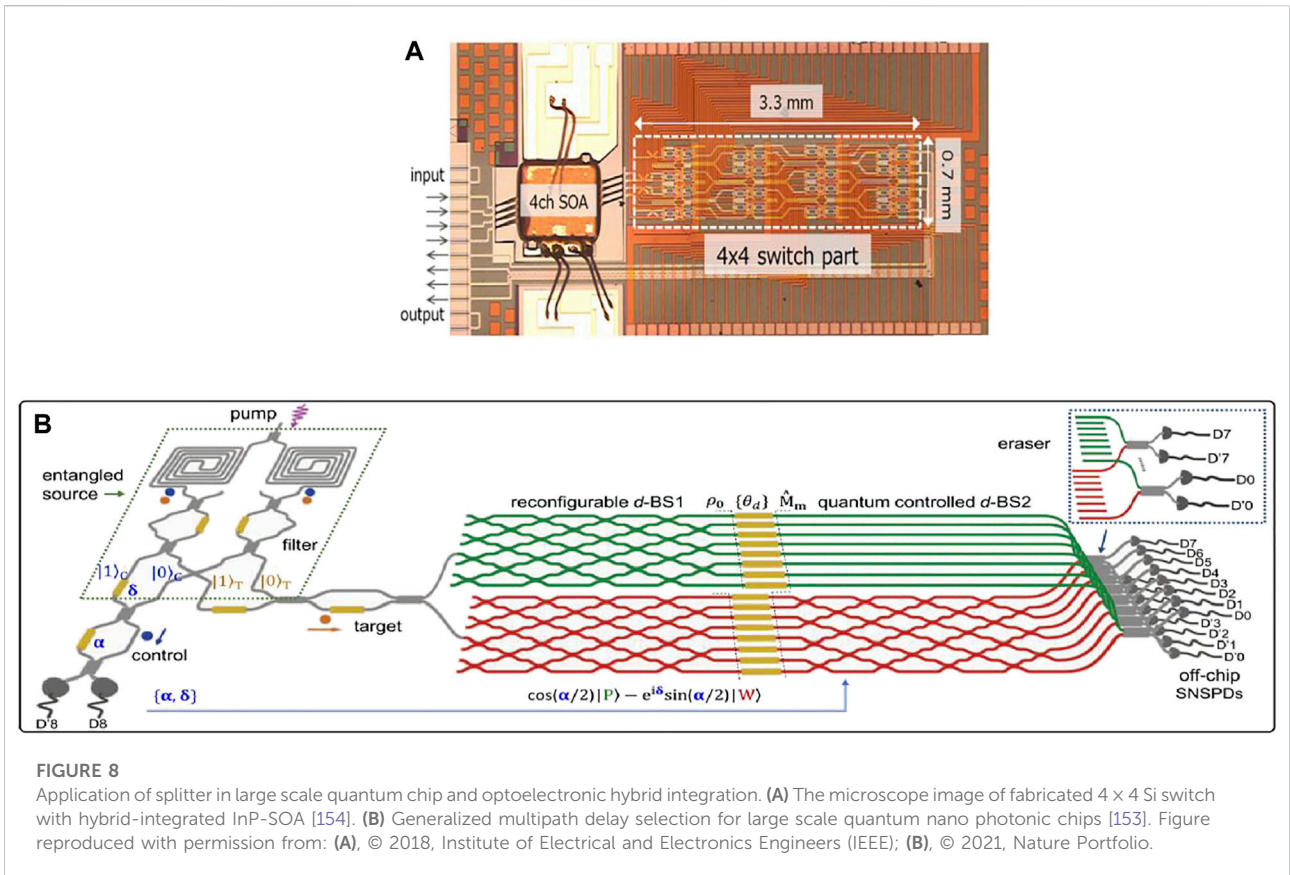 A
3.3 mm
0.7 mm
input
4ch SOA
4x4 switch part
output
B
pump
eraser
D7
D'7
D0
D'0
entangled
source
reconfigurable d-BS1
ρ₀ {θd} M̂m
quantum controlled d-BS2
filter
|1⟩C |0⟩C |1⟩T |0⟩T
δ
α
control
target
D7
D6
D5
D4
D3
D2
D1
D0
D'3
D'2
D'1
D'0
off-chip
SNSPDs
{α, δ}
cos(α/2)|P⟩ − e^{iδ}sin(α/2)|W⟩
D'8 D8
FIGURE 8
Application of splitter in large scale quantum chip and optoelectronic hybrid integration. (A) The microscope image of fabricated 4 × 4 Si switch
with hybrid-integrated InP-SOA [154]. (B) Generalized multipath delay selection for large scale quantum nano photonic chips [153]. Figure
reproduced with permission from: (A), © 2018, Institute of Electrical and Electronics Engineers (IEEE); (B), © 2021, Nature Portfolio.